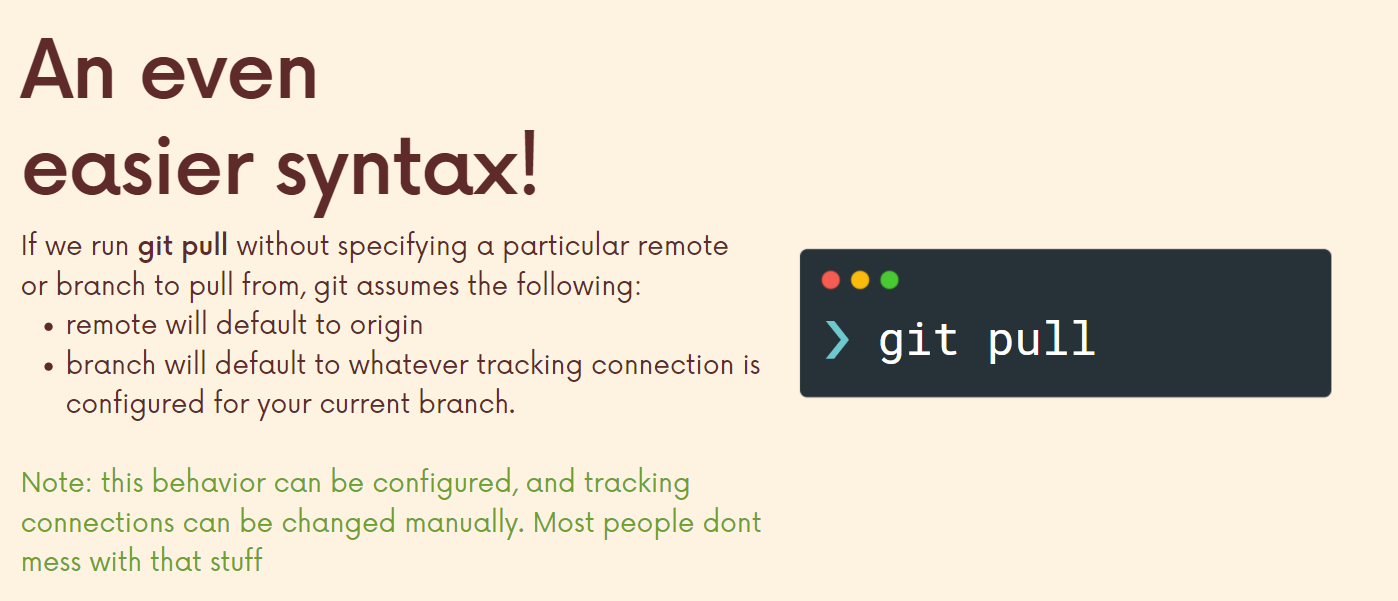 An even
easier syntax!
If we run git pull without specifying a particular remote
or branch to pull from, git assumes the following:
• remote will default to origin
• branch will default to whatever tracking connection is
configured for your current branch.
Note: this behavior can be configured, and tracking
connections can be changed manually. Most people dont
mess with that stuff
❯ git pull